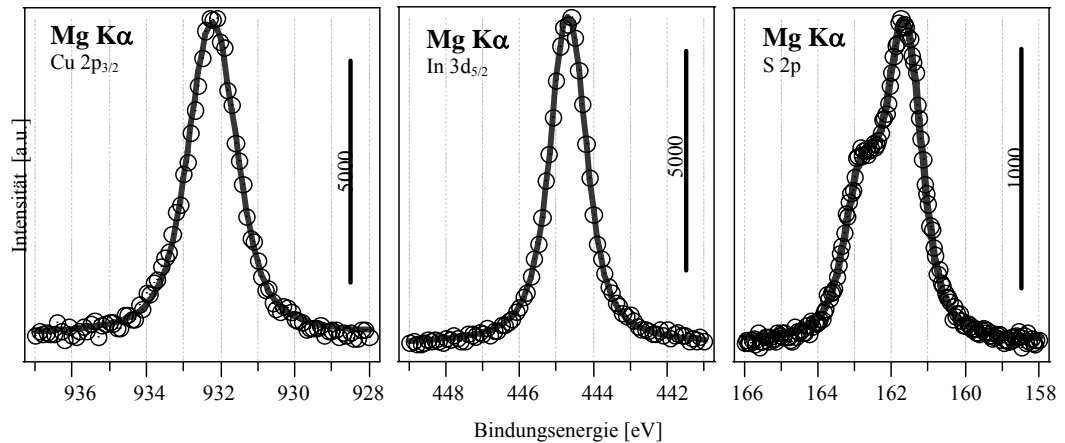 Mg Kα
Cu 2p3/2
5000
Mg Kα
In 3d5/2
5000
Mg Kα
S 2p
1000
Intensität [a.u.]
936 934 932 930 928
448 446 444 442
166 164 162 160 158
Bindungsenergie [eV]